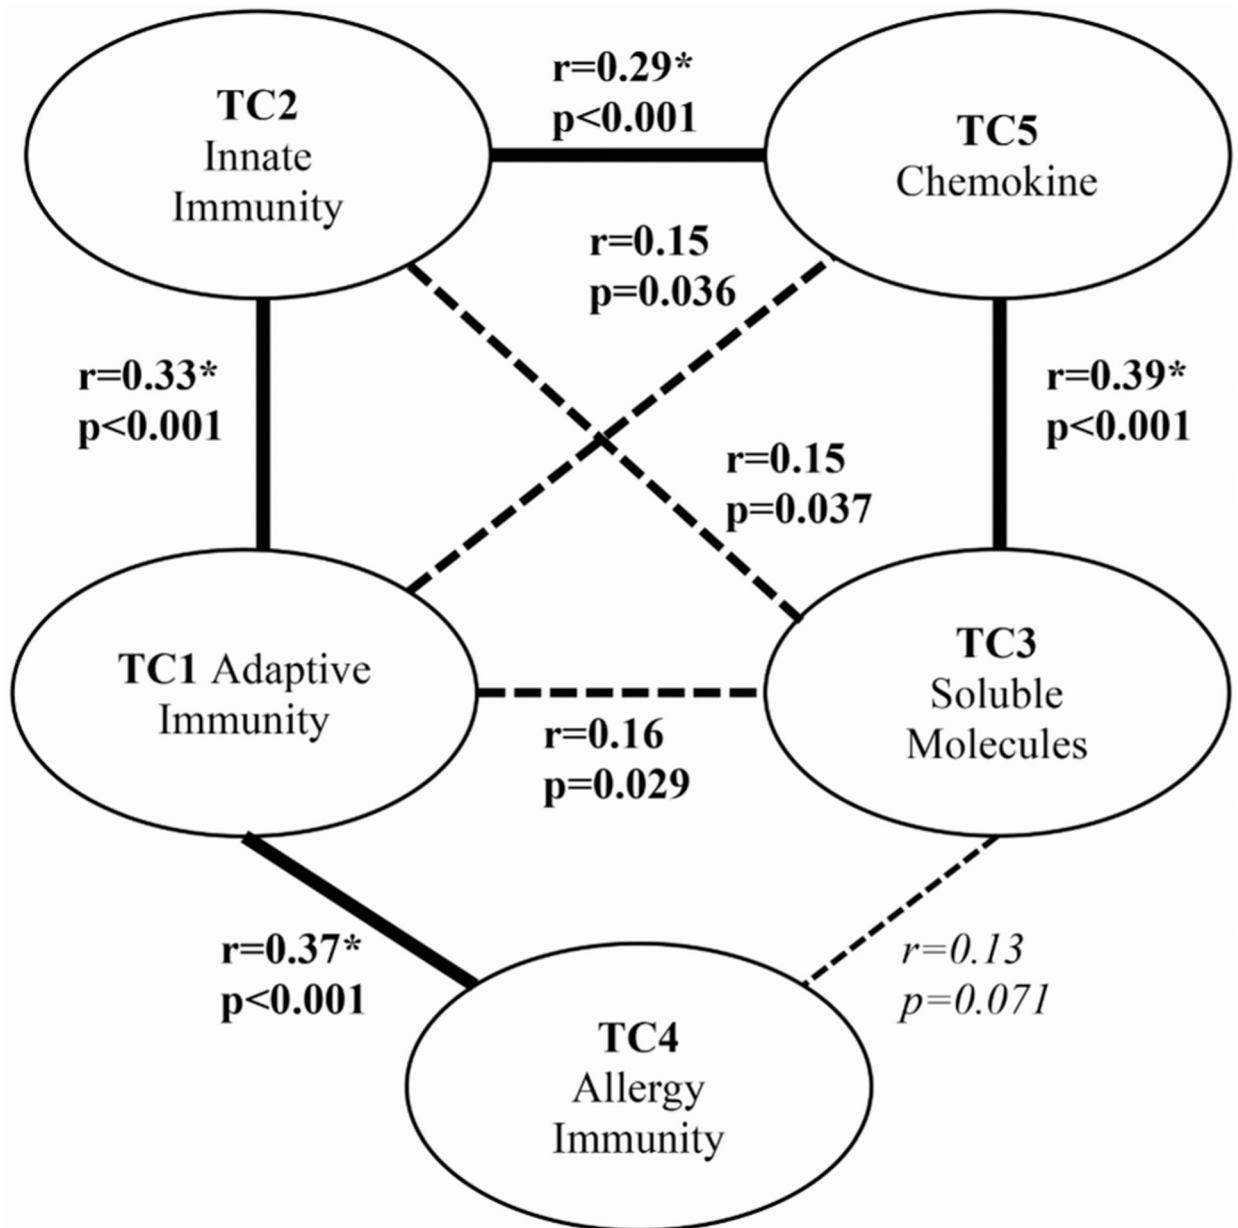 TC2
Innate
Immunity
r=0.29*
p<0.001
TC5
Chemokine
r=0.15
p=0.036
r=0.33*
p<0.001
r=0.39*
p<0.001
r=0.15
p=0.037
TC1 Adaptive
Immunity
r=0.16
p=0.029
TC3
Soluble
Molecules
r=0.37*
p<0.001
r=0.13
p=0.071
TC4
Allergy
Immunity